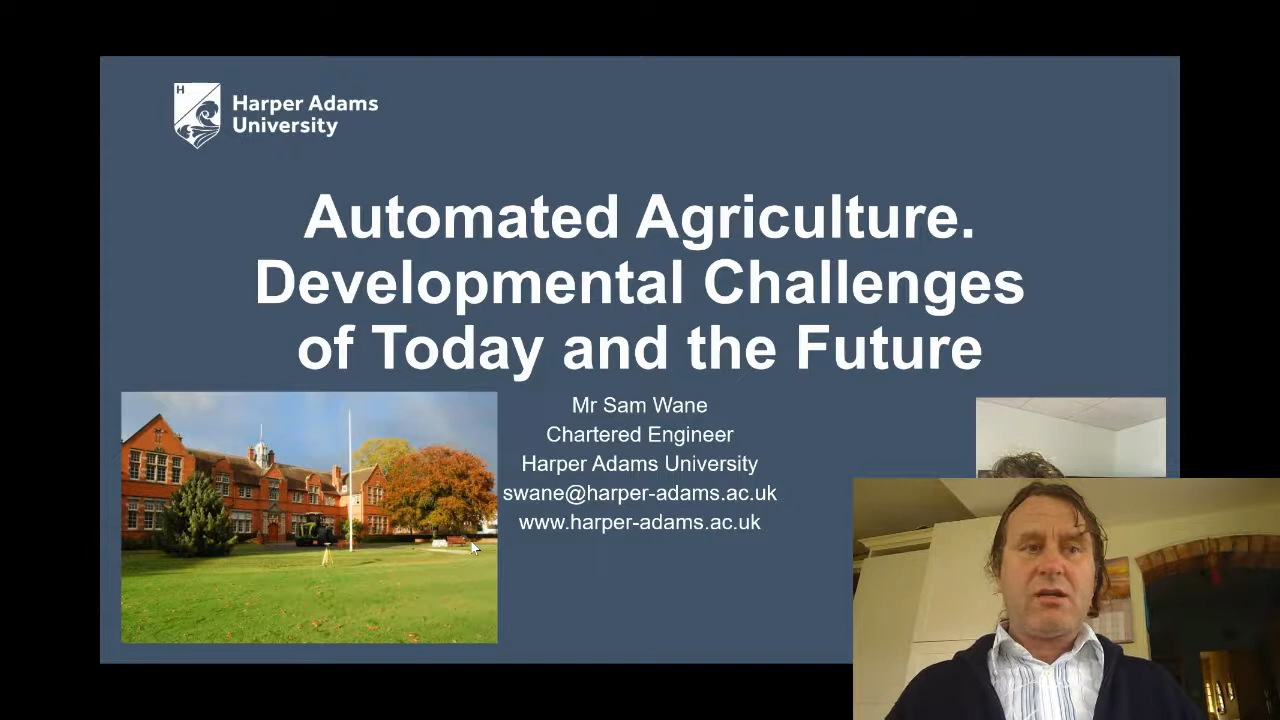 H
Harper Adams
University
Automated Agriculture.
Developmental Challenges
of Today and the Future
Mr Sam Wane
Chartered Engineer
Harper Adams University
swane@harper-adams.ac.uk
www.harper-adams.ac.uk